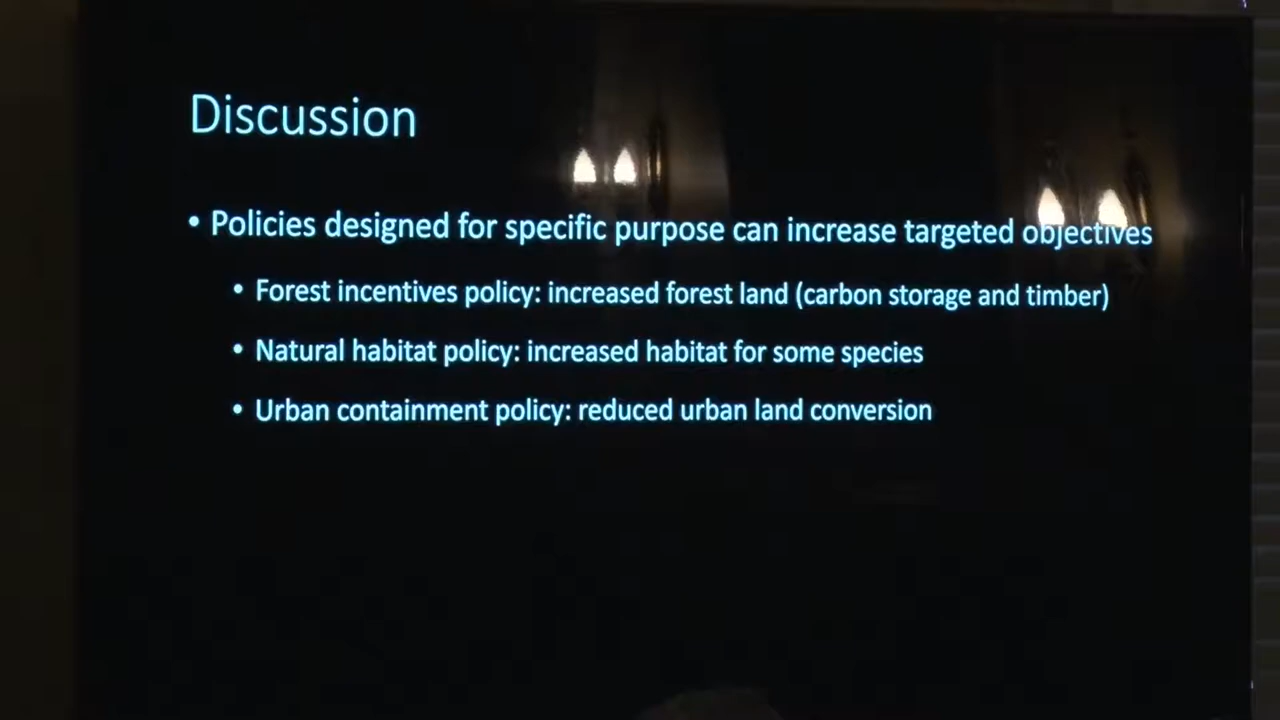 Discussion
• Policies designed for specific purpose can increase targeted objectives
• Forest incentives policy: increased forest land (carbon storage and timber)
• Natural habitat policy: increased habitat for some species
• Urban containment policy: reduced urban land conversion